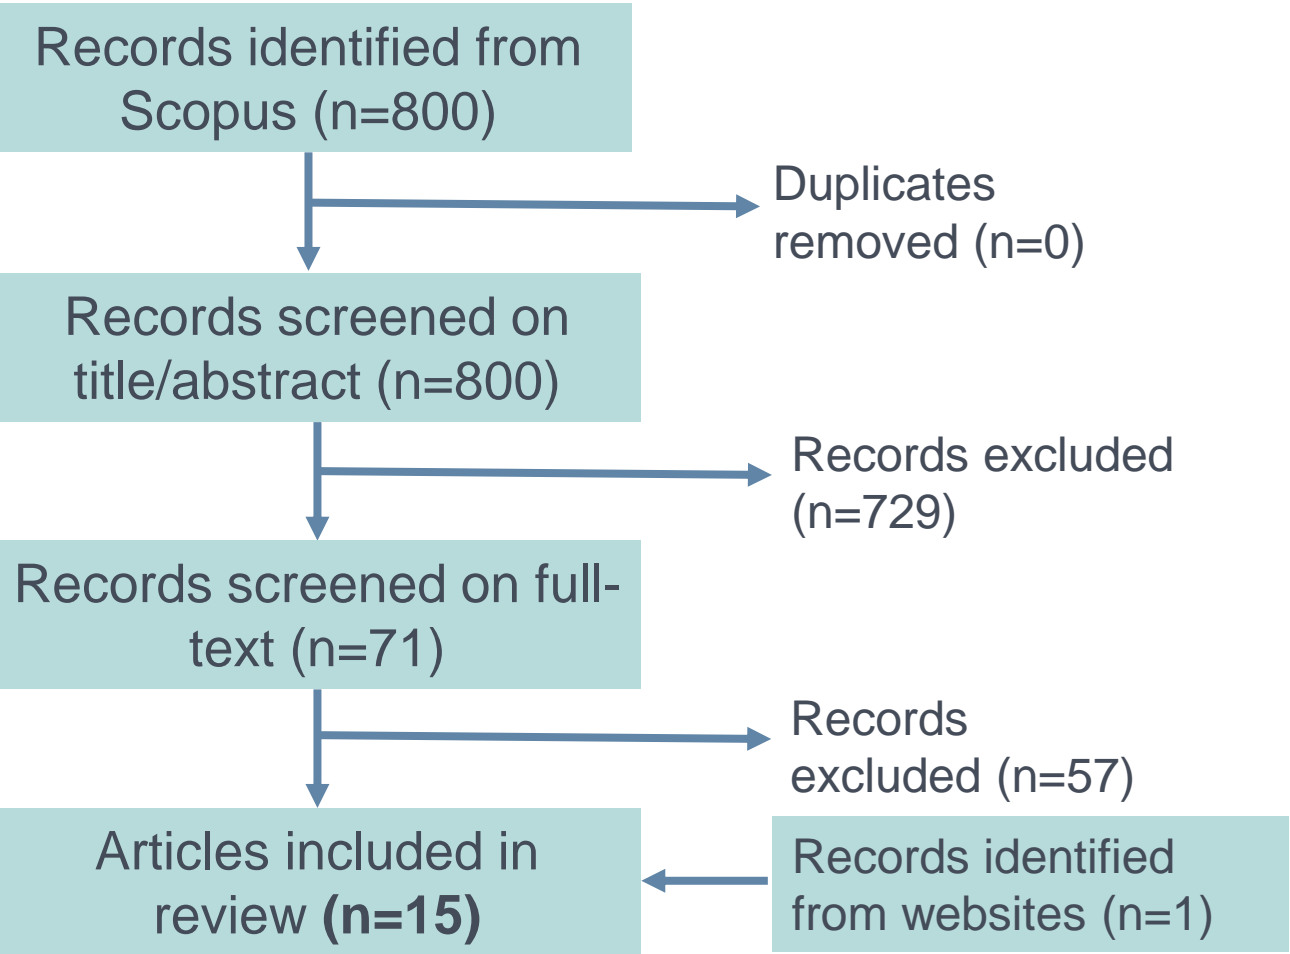 Records identified from
Scopus (n=800)
Duplicates
removed (n=0)
Records screened on
title/abstract (n=800)
Records excluded
(n=729)
Records screened on full-
text (n=71)
Records
excluded (n=57)
Articles included in
review (n=15)
Records identified
from websites (n=1)